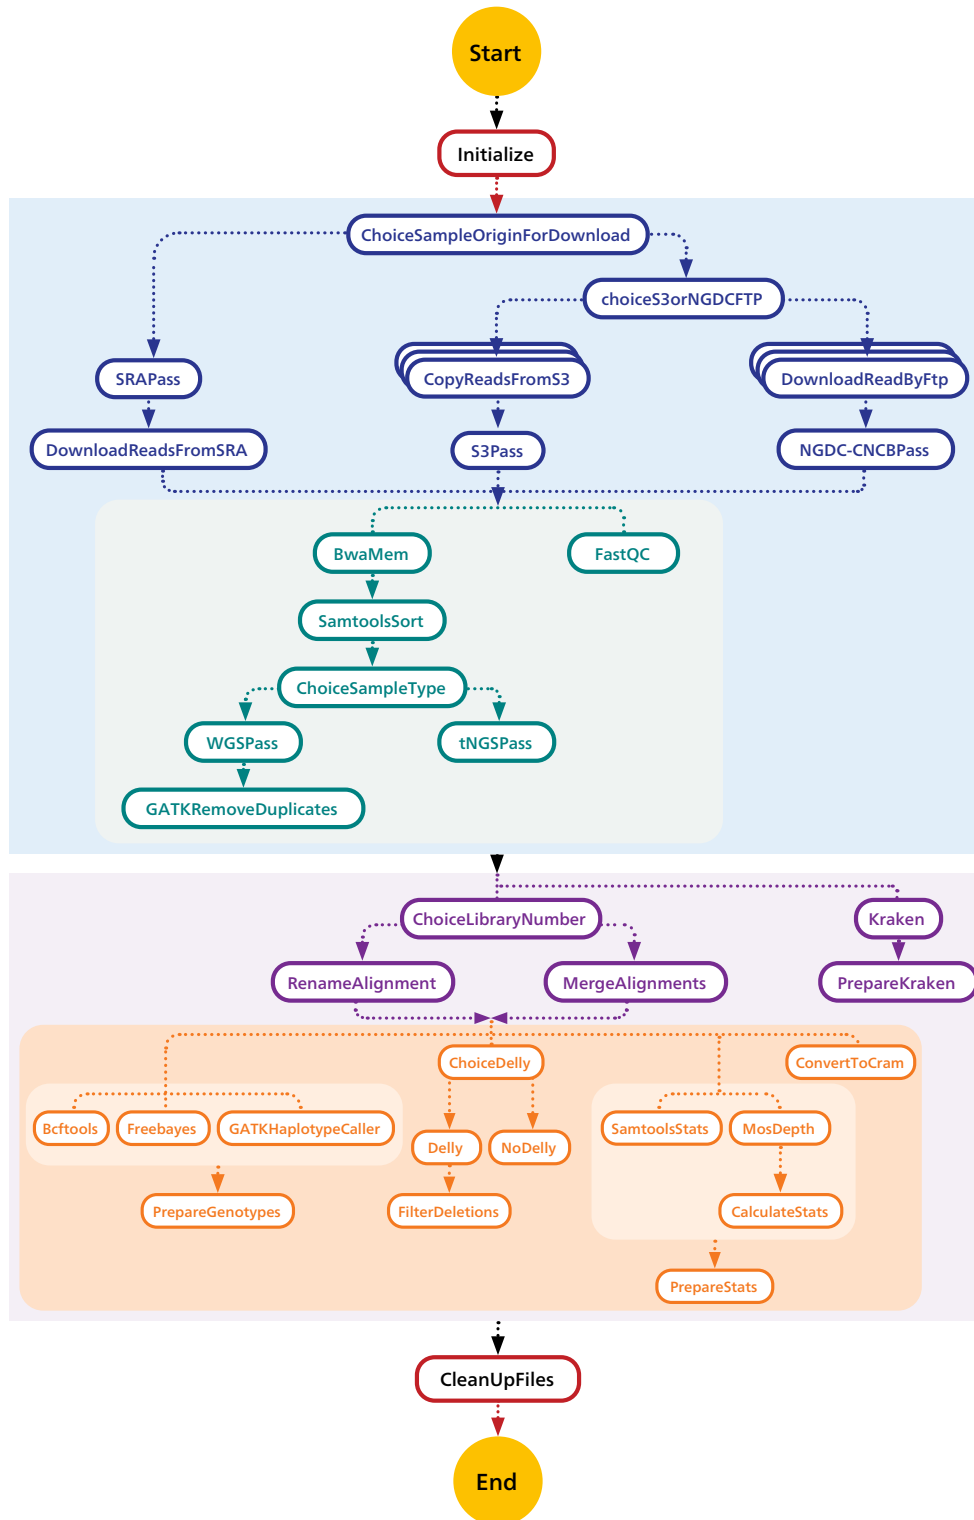 Start
Initialize
ChoiceSampleOriginForDownload
choiceS3orNGDCFTP
SRAPass
CopyReadsFromS3
DownloadReadByFtp
DownloadReadsFromSRA
S3Pass
NGDC-CNCBPass
BwaMem
FastQC
SamtoolsSort
ChoiceSampleType
WGSPass
tNGSPass
GATKRemoveDuplicates
ChoiceLibraryNumber
Kraken
RenameAlignment
MergeAlignments
PrepareKraken
ChoiceDelly
ConvertToCram
Bcftools
Freebayes
GATKHaplotypeCaller
Delly
NoDelly
SamtoolsStats
MosDepth
PrepareGenotypes
FilterDeletions
CalculateStats
PrepareStats
CleanUpFiles
End